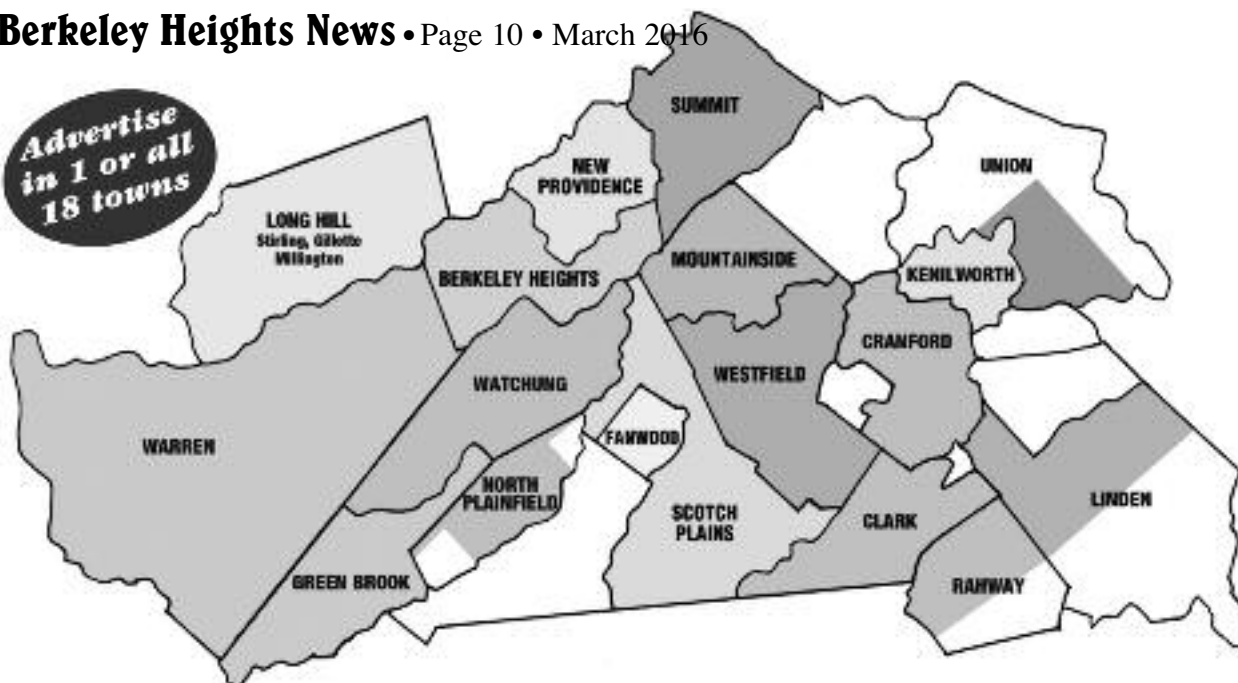 Berkeley Heights News • Page 10 • March 2016
Advertise
in 1 or all
18 towns
SUMMIT
NEW
PROVIDENCE
UNION
LONG HILL
Stirling, Gillette
Millington
BERKELEY HEIGHTS
MOUNTAINSIDE
KENILWORTH
CRANFORD
WATCHUNG
WESTFIELD
WARREN
FANWOOD
NORTH
PLAINFIELD
SCOTCH
PLAINS
CLARK
LINDEN
GREEN BROOK
RAHWAY